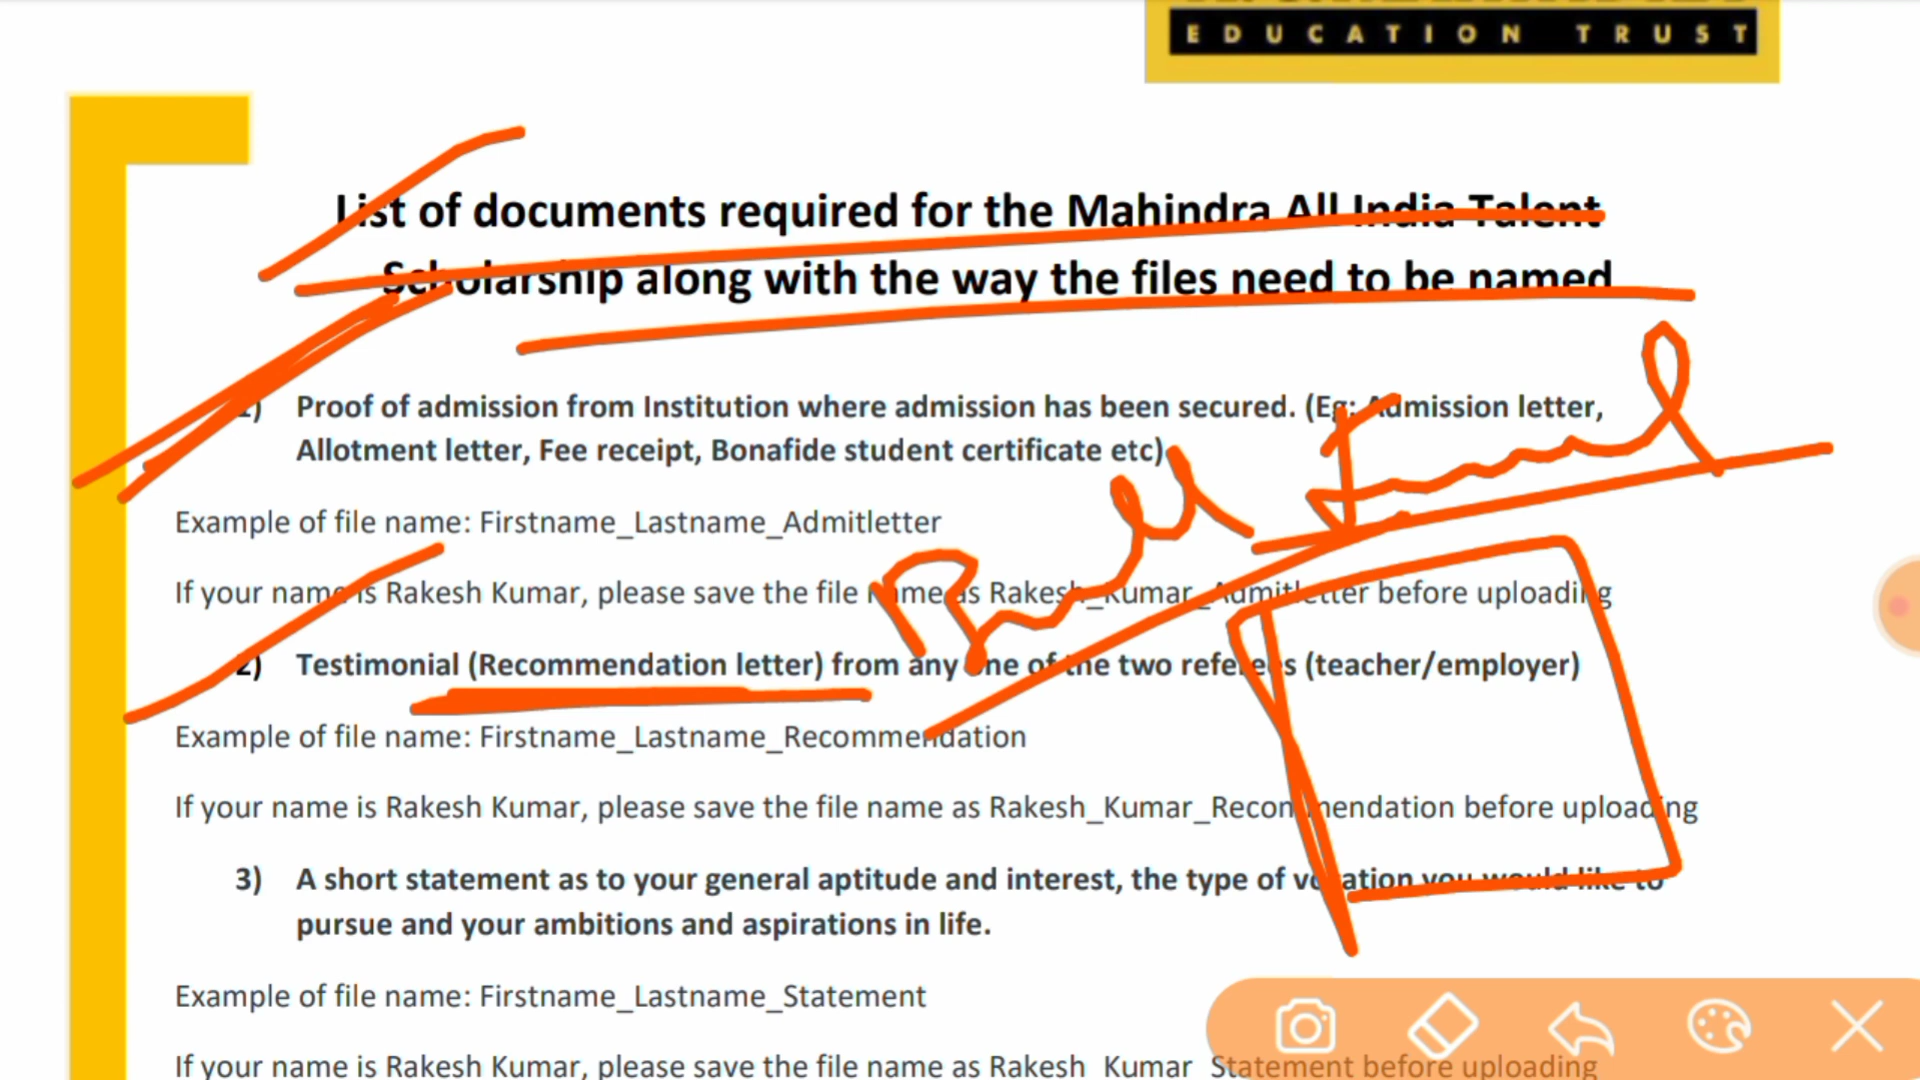 EDUCATION TRUST
List of documents required for the Mahindra All India Talent
Scholarship along with the way the files need to be named
1) Proof of admission from Institution where admission has been secured. (Eg: Admission letter,
Allotment letter, Fee receipt, Bonafide student certificate etc)
Example of file name: Firstname_Lastname_Admitletter
If your name is Rakesh Kumar, please save the file name as Rakesh_Kumar_Admitletter before uploading
2) Testimonial (Recommendation letter) from any one of the two referees (teacher/employer)
Example of file name: Firstname_Lastname_Recommendation
If your name is Rakesh Kumar, please save the file name as Rakesh_Kumar_Recommendation before uploading
3) A short statement as to your general aptitude and interest, the type of vocation you would like to
pursue and your ambitions and aspirations in life.
Example of file name: Firstname_Lastname_Statement
If your name is Rakesh Kumar, please save the file name as Rakesh_Kumar_Statement before uploading